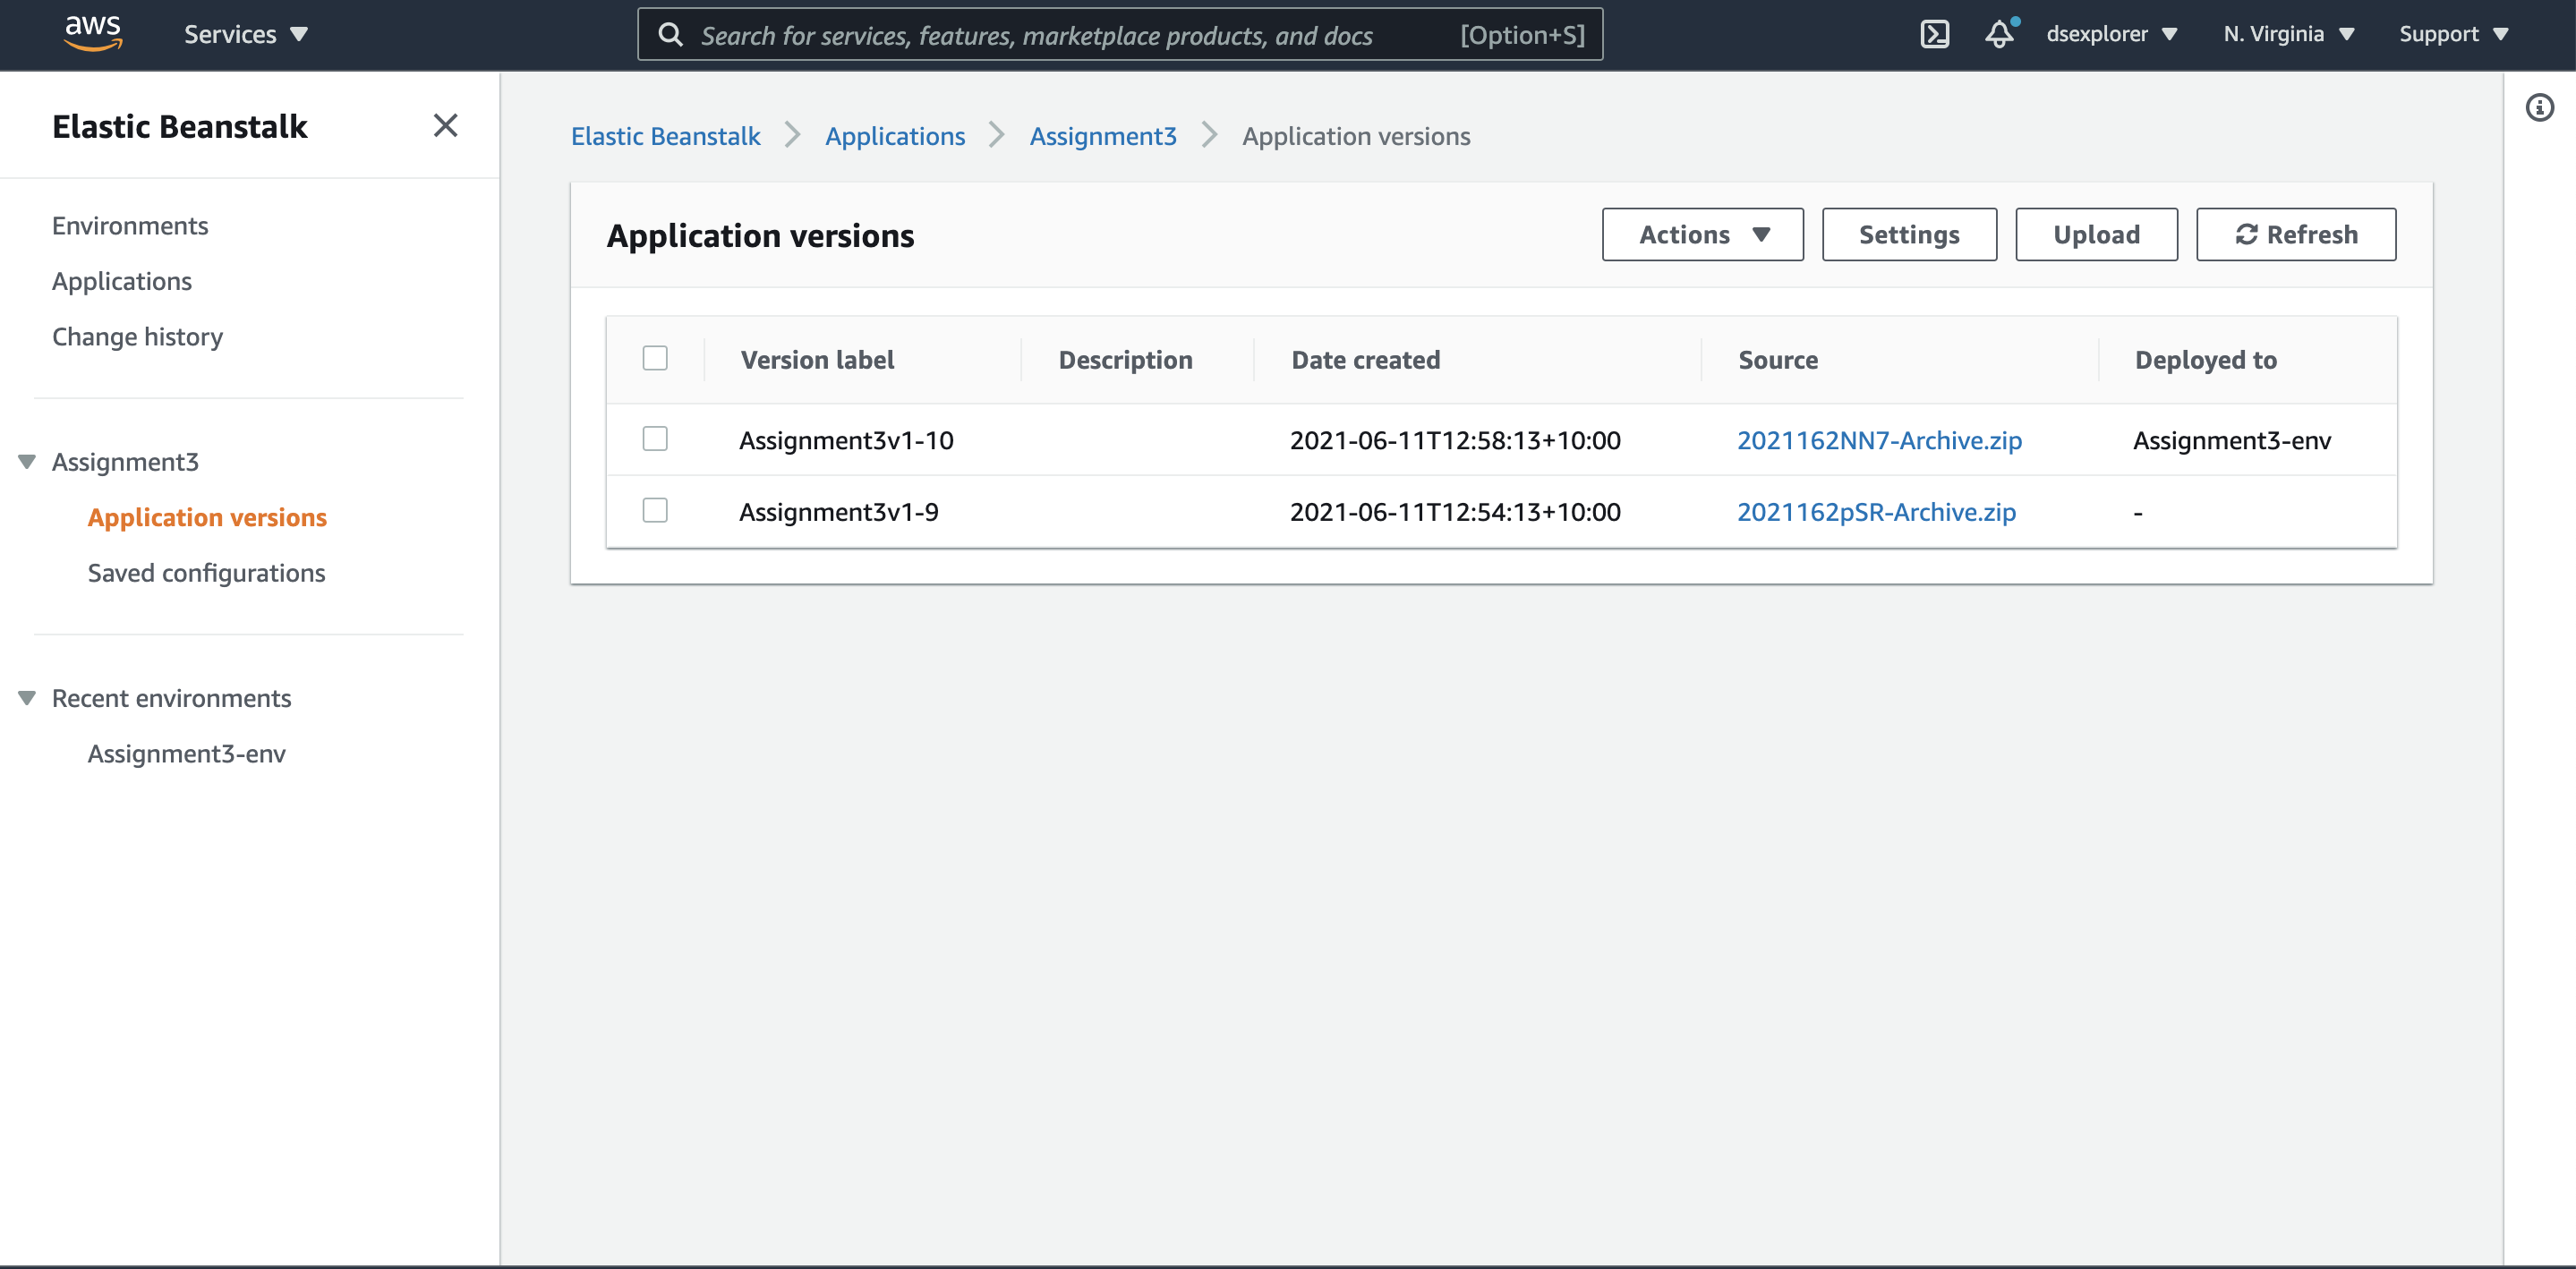 aws Services Search for services, features, marketplace products, and docs [Option+S] dsexplorer N. Virginia Support
Elastic Beanstalk
Environments
Applications
Change history
Assignment3
Application versions
Saved configurations
Recent environments
Assignment3-env
Elastic Beanstalk Applications Assignment3 Application versions
Application versions Actions Settings Upload Refresh
Version label Description Date created Source Deployed to
Assignment3v1-10 2021-06-11T12:58:13+10:00 2021162NN7-Archive.zip Assignment3-env
Assignment3v1-9 2021-06-11T12:54:13+10:00 2021162pSR-Archive.zip -